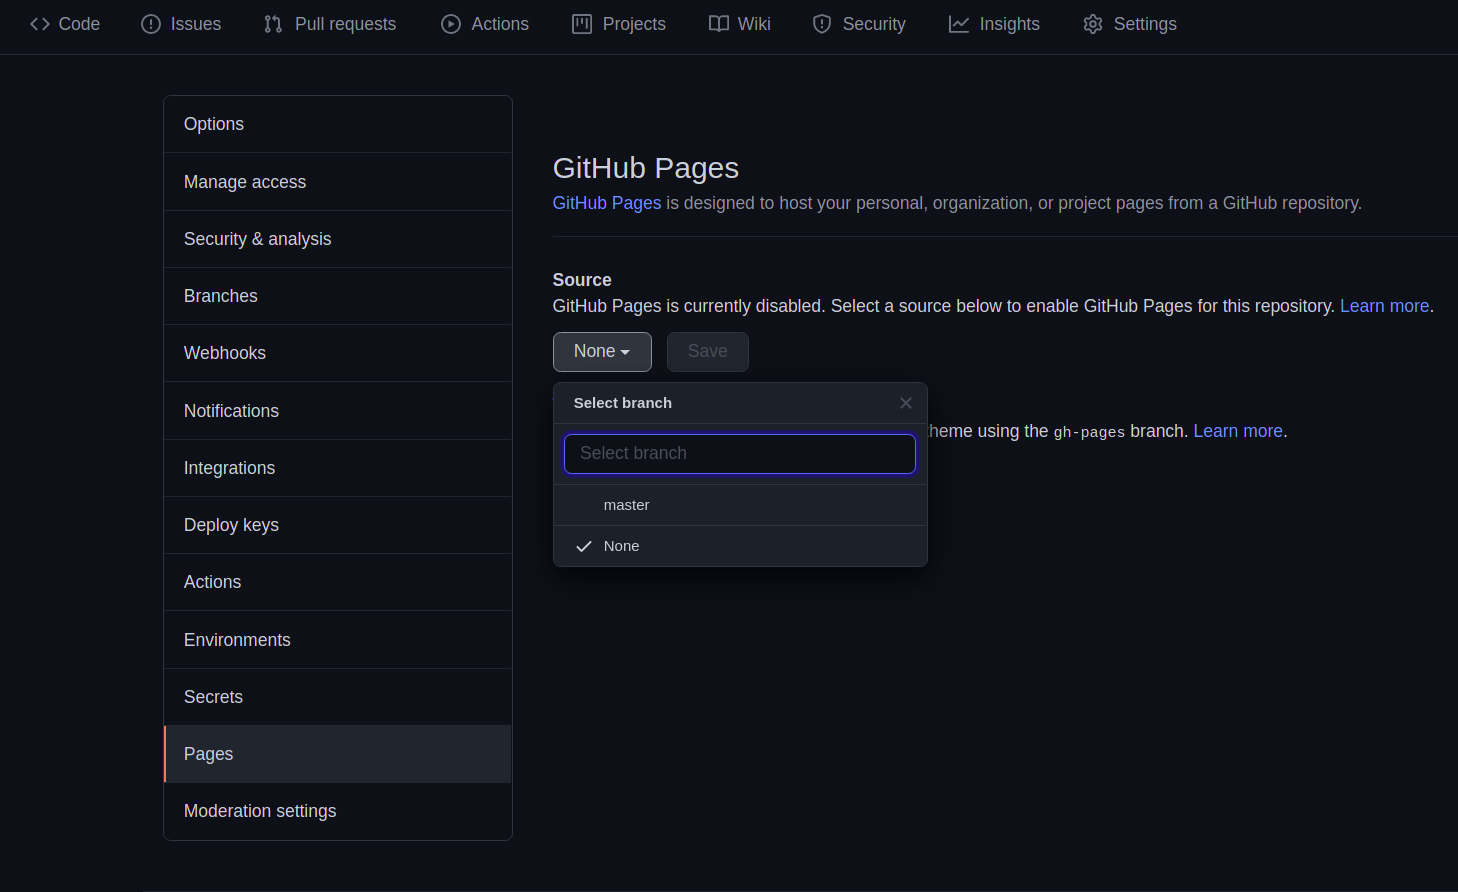 Code Issues Pull requests Actions Projects Wiki Security Insights Settings
Options
Manage access
Security & analysis
Branches
Webhooks
Notifications
Integrations
Deploy keys
Actions
Environments
Secrets
Pages
Moderation settings
GitHub Pages
GitHub Pages is designed to host your personal, organization, or project pages from a GitHub repository.
Source
GitHub Pages is currently disabled. Select a source below to enable GitHub Pages for this repository. Learn more.
None Save
Select branch
Select branch
master
None
heme using the gh-pages branch. Learn more.